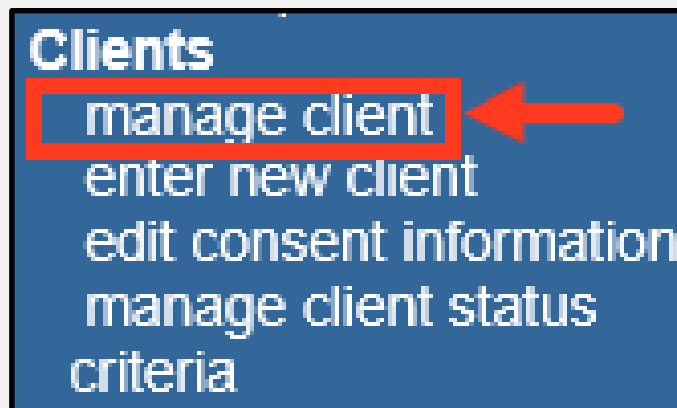 Clients
manage client
enter new client
edit consent information
manage client status
criteria